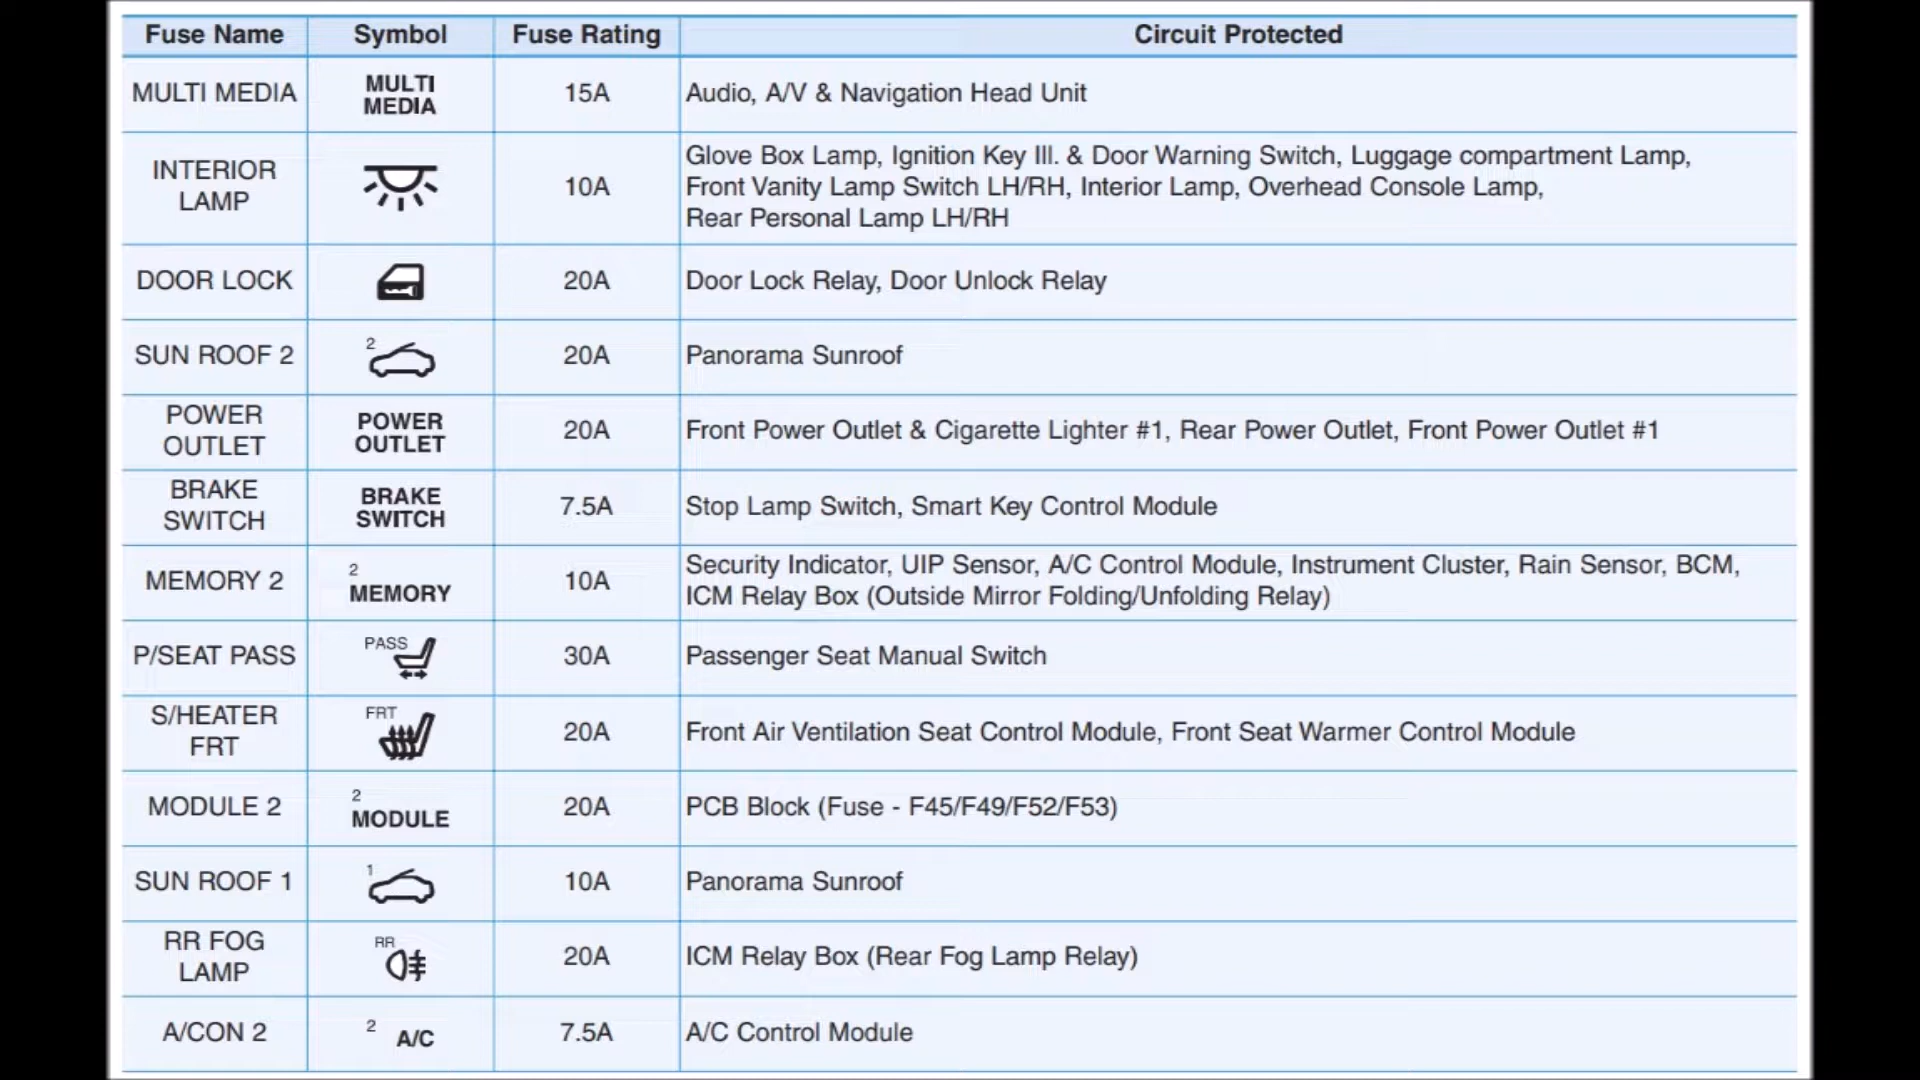 Fuse Name Symbol Fuse Rating Circuit Protected
MULTI MEDIA MULTI MEDIA 15A Audio, A/V & Navigation Head Unit
INTERIOR LAMP 10A Glove Box Lamp, Ignition Key Ill. & Door Warning Switch, Luggage compartment Lamp,
Front Vanity Lamp Switch LH/RH, Interior Lamp, Overhead Console Lamp,
Rear Personal Lamp LH/RH
DOOR LOCK 20A Door Lock Relay, Door Unlock Relay
SUN ROOF 2 2 20A Panorama Sunroof
POWER OUTLET POWER OUTLET 20A Front Power Outlet & Cigarette Lighter #1, Rear Power Outlet, Front Power Outlet #1
BRAKE SWITCH BRAKE SWITCH 7.5A Stop Lamp Switch, Smart Key Control Module
MEMORY 2 2 MEMORY 10A Security Indicator, UIP Sensor, A/C Control Module, Instrument Cluster, Rain Sensor, BCM,
ICM Relay Box (Outside Mirror Folding/Unfolding Relay)
P/SEAT PASS PASS 30A Passenger Seat Manual Switch
S/HEATER FRT FRT 20A Front Air Ventilation Seat Control Module, Front Seat Warmer Control Module
MODULE 2 2 MODULE 20A PCB Block (Fuse - F45/F49/F52/F53)
SUN ROOF 1 1 10A Panorama Sunroof
RR FOG LAMP RR 20A ICM Relay Box (Rear Fog Lamp Relay)
A/CON 2 2 A/C 7.5A A/C Control Module